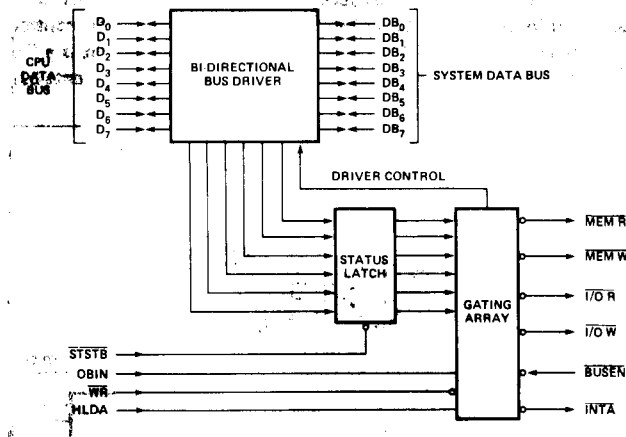 D0
D1
D2
D3
D4
D5
D6
D7
CPU
DATA
BUS
BI-DIRECTIONAL
BUS DRIVER
DB0
DB1
DB2
DB3
DB4
DB5
DB6
DB7
SYSTEM DATA BUS
DRIVER CONTROL
STATUS
LATCH
GATING
ARRAY
MEM R
MEM W
I/O R
I/O W
BUSEN
INTA
STSTB
OBIN
WR
HLDA